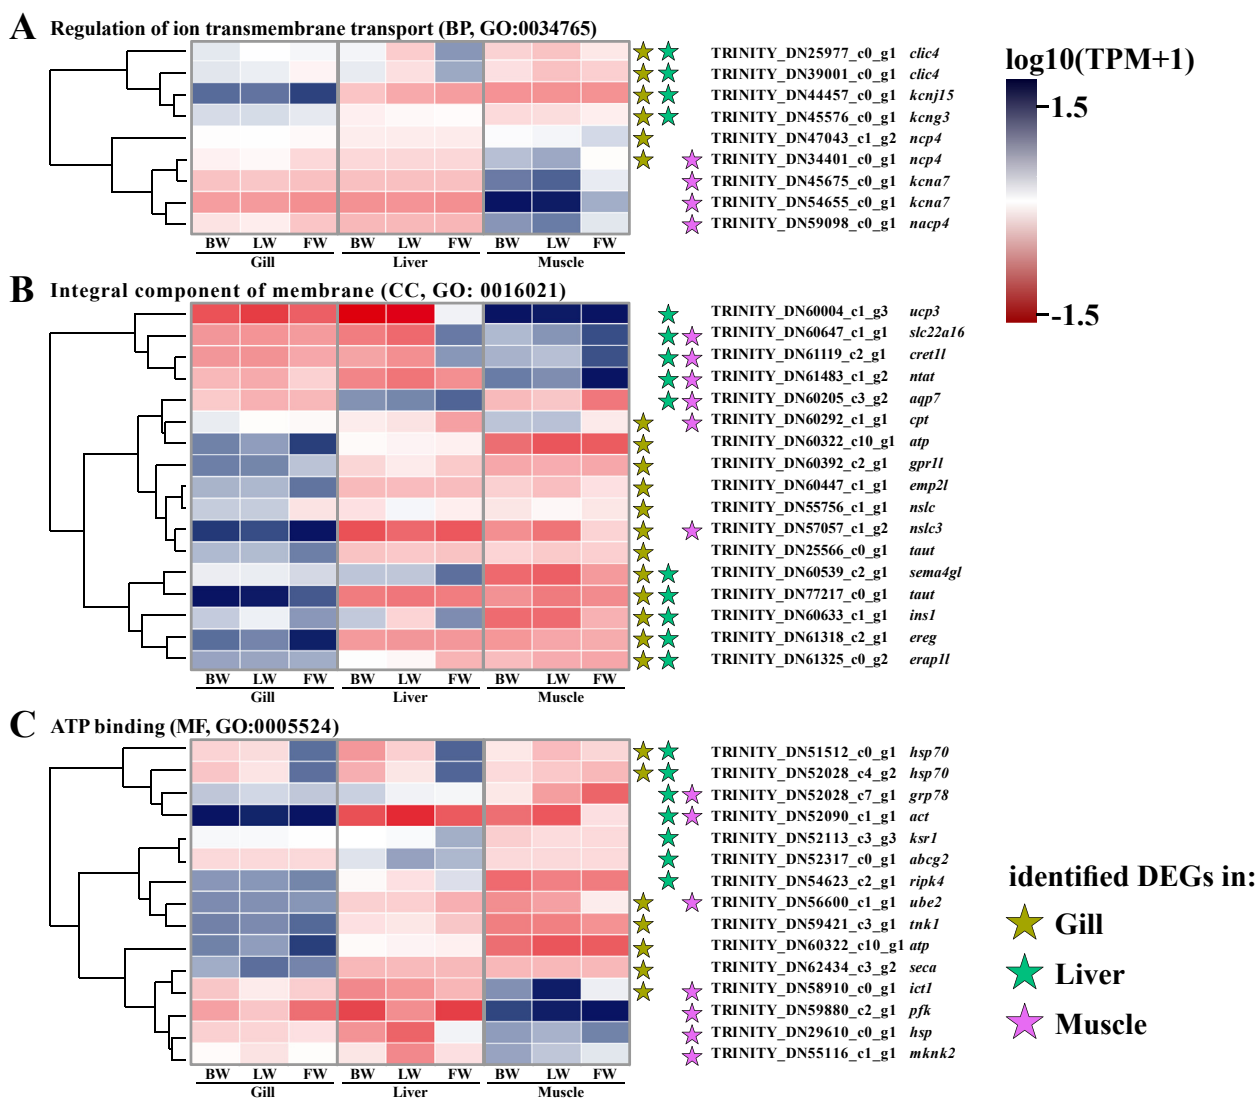 A Regulation of ion transmembrane transport (BP, GO:0034765)
TRINITY_DN25977_c0_g1 clic4
TRINITY_DN39001_c0_g1 clic4
TRINITY_DN44457_c0_g1 kcnj15
TRINITY_DN45576_c0_g1 kcng3
TRINITY_DN47043_c1_g2 ncp4
TRINITY_DN34401_c0_g1 ncp4
TRINITY_DN45675_c0_g1 kcna7
TRINITY_DN54655_c0_g1 kcna7
TRINITY_DN59098_c0_g1 nacp4
BW LW FW BW LW FW BW LW FW
Gill Liver Muscle
log10(TPM+1)
1.5
-1.5
B Integral component of membrane (CC, GO: 0016021)
TRINITY_DN60004_c1_g3 ucp3
TRINITY_DN60647_c1_g1 slc22a16
TRINITY_DN61119_c2_g1 cret1l
TRINITY_DN61483_c1_g2 ntat
TRINITY_DN60205_c3_g2 aqp7
TRINITY_DN60292_c1_g1 cpt
TRINITY_DN60322_c10_g1 atp
TRINITY_DN60392_c2_g1 gpr1l
TRINITY_DN60447_c1_g1 emp2l
TRINITY_DN55756_c1_g1 nslc
TRINITY_DN57057_c1_g2 nslc3
TRINITY_DN25566_c0_g1 taut
TRINITY_DN60539_c2_g1 sema4gl
TRINITY_DN77217_c0_g1 taut
TRINITY_DN60633_c1_g1 ins1
TRINITY_DN61318_c2_g1 ereg
TRINITY_DN61325_c0_g2 erap1l
BW LW FW BW LW FW BW LW FW
Gill Liver Muscle
C ATP binding (MF, GO:0005524)
TRINITY_DN51512_c0_g1 hsp70
TRINITY_DN52028_c4_g2 hsp70
TRINITY_DN52028_c7_g1 grp78
TRINITY_DN52090_c1_g1 act
TRINITY_DN52113_c3_g3 ksr1
TRINITY_DN52317_c0_g1 abcg2
TRINITY_DN54623_c2_g1 ripk4
TRINITY_DN56600_c1_g1 ube2
TRINITY_DN59421_c3_g1 tnk1
TRINITY_DN60322_c10_g1 atp
TRINITY_DN62434_c3_g2 seca
TRINITY_DN58910_c0_g1 ict1
TRINITY_DN59880_c2_g1 pfk
TRINITY_DN29610_c0_g1 hsp
TRINITY_DN55116_c1_g1 mknk2
BW LW FW BW LW FW BW LW FW
Gill Liver Muscle
identified DEGs in:
Gill
Liver
Muscle